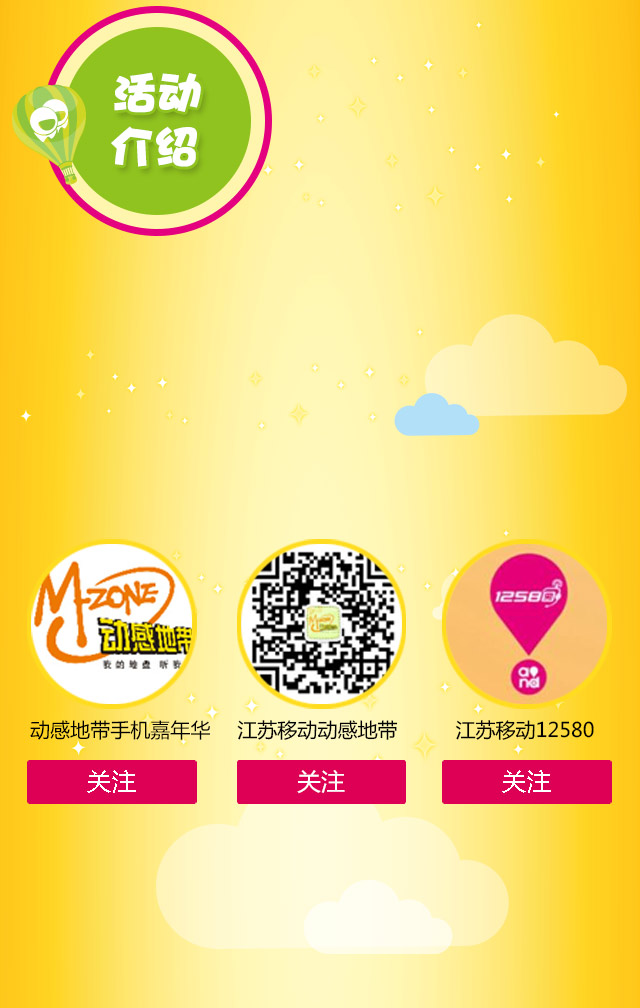 活动
介绍
M-ZONE
动感地带
我的地盘 听我
12580
and
动感地带手机嘉年华
江苏移动动感地带
江苏移动12580
关注
关注
关注